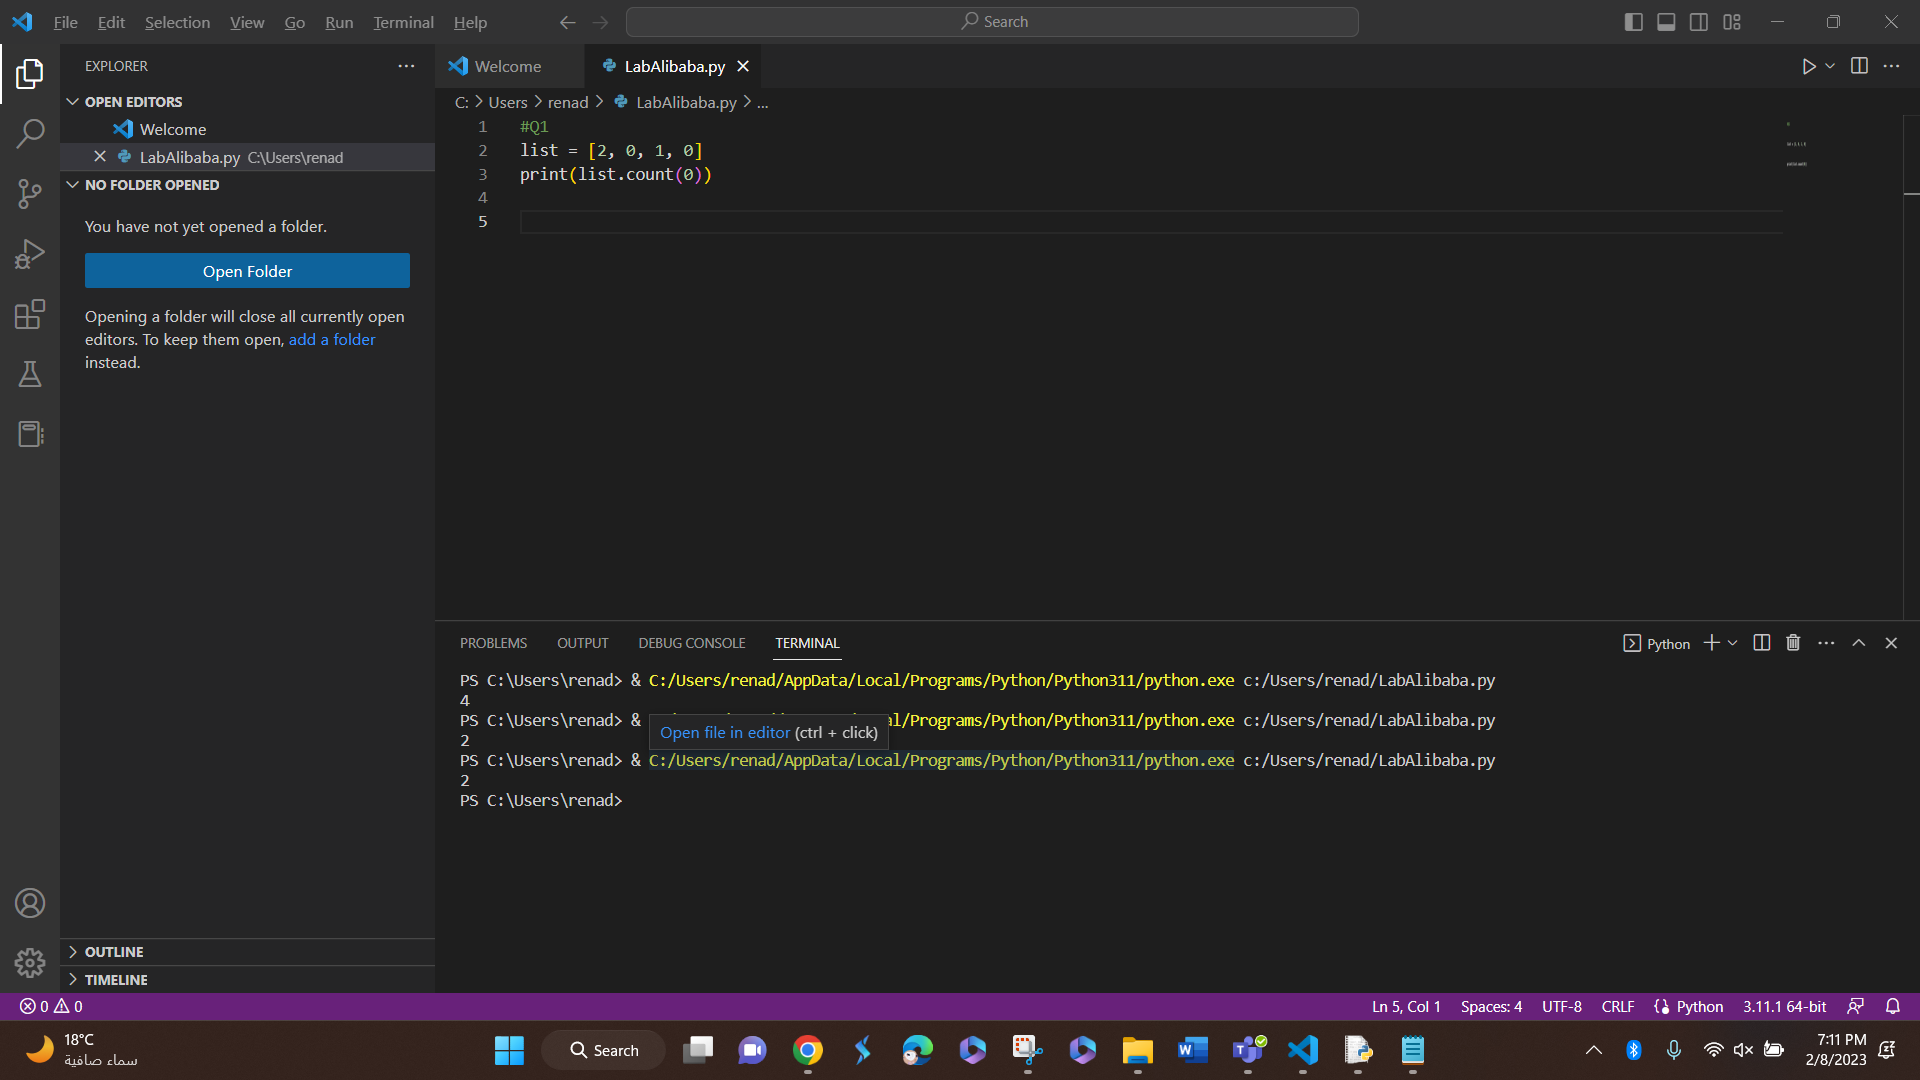 File Edit Selection View Go Run Terminal Help
Search
EXPLORER
OPEN EDITORS
Welcome
LabAlibaba.py C:\Users\renad
NO FOLDER OPENED
You have not yet opened a folder.
Open Folder
Opening a folder will close all currently open
editors. To keep them open, add a folder
instead.
OUTLINE
TIMELINE
Welcome LabAlibaba.py
C: Users renad LabAlibaba.py ...
1 #Q1
2 list = [2, 0, 1, 0]
3 print(list.count(0))
4
5
PROBLEMS OUTPUT DEBUG CONSOLE TERMINAL
Python
PS C:\Users\renad> & C:/Users/renad/AppData/Local/Programs/Python/Python311/python.exe c:/Users/renad/LabAlibaba.py
4
PS C:\Users\renad> & al/Programs/Python/Python311/python.exe c:/Users/renad/LabAlibaba.py
Open file in editor (ctrl + click)
2
PS C:\Users\renad> & C:/Users/renad/AppData/Local/Programs/Python/Python311/python.exe c:/Users/renad/LabAlibaba.py
2
PS C:\Users\renad>
0 0 Ln 5, Col 1 Spaces: 4 UTF-8 CRLF Python 3.11.1 64-bit
18°C
سماء صافية
Search
7:11 PM
2/8/2023